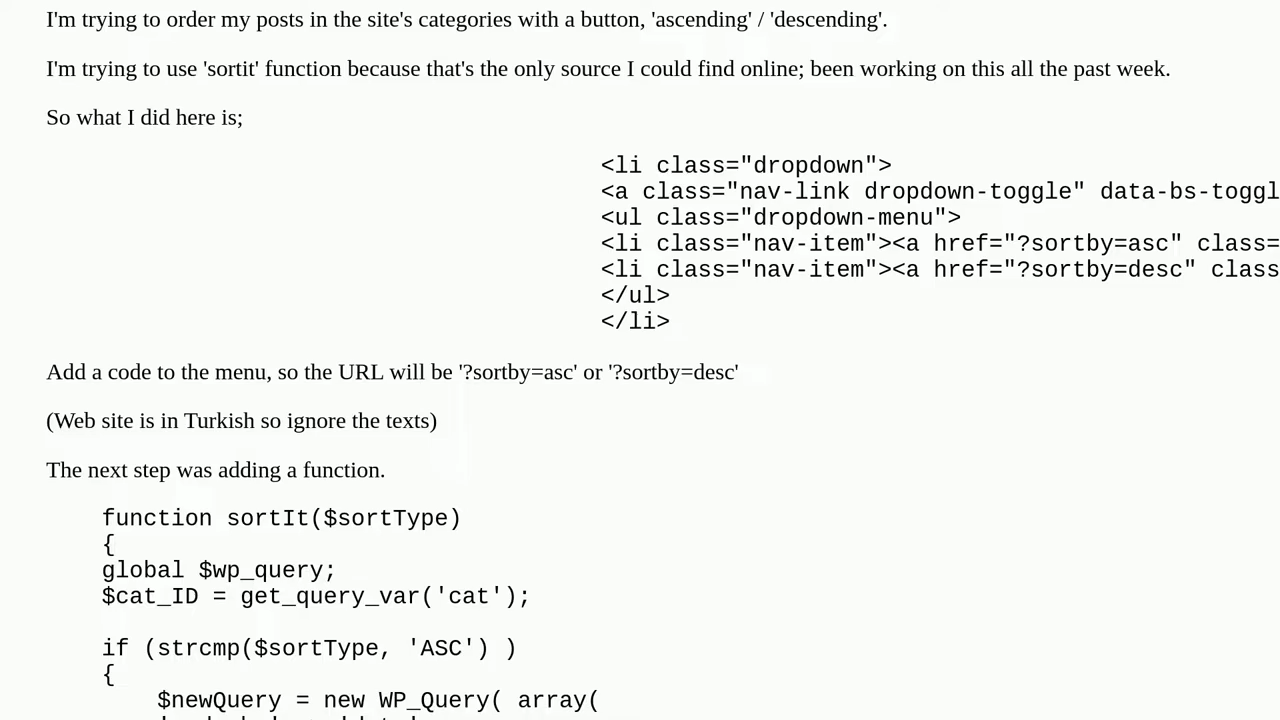 I'm trying to order my posts in the site's categories with a button, 'ascending' / 'descending'.
I'm trying to use 'sortit' function because that's the only source I could find online; been working on this all the past week.
So what I did here is;
<li class="dropdown">
<a class="nav-link dropdown-toggle" data-bs-toggl
<ul class="dropdown-menu">
<li class="nav-item"><a href="?sortby=asc" class=
<li class="nav-item"><a href="?sortby=desc" class
</ul>
</li>
Add a code to the menu, so the URL will be '?sortby=asc' or '?sortby=desc'
(Web site is in Turkish so ignore the texts)
The next step was adding a function.
function sortIt($sortType)
{
global $wp_query;
$cat_ID = get_query_var('cat');
if (strcmp($sortType, 'ASC') )
{
$newQuery = new WP_Query( array(